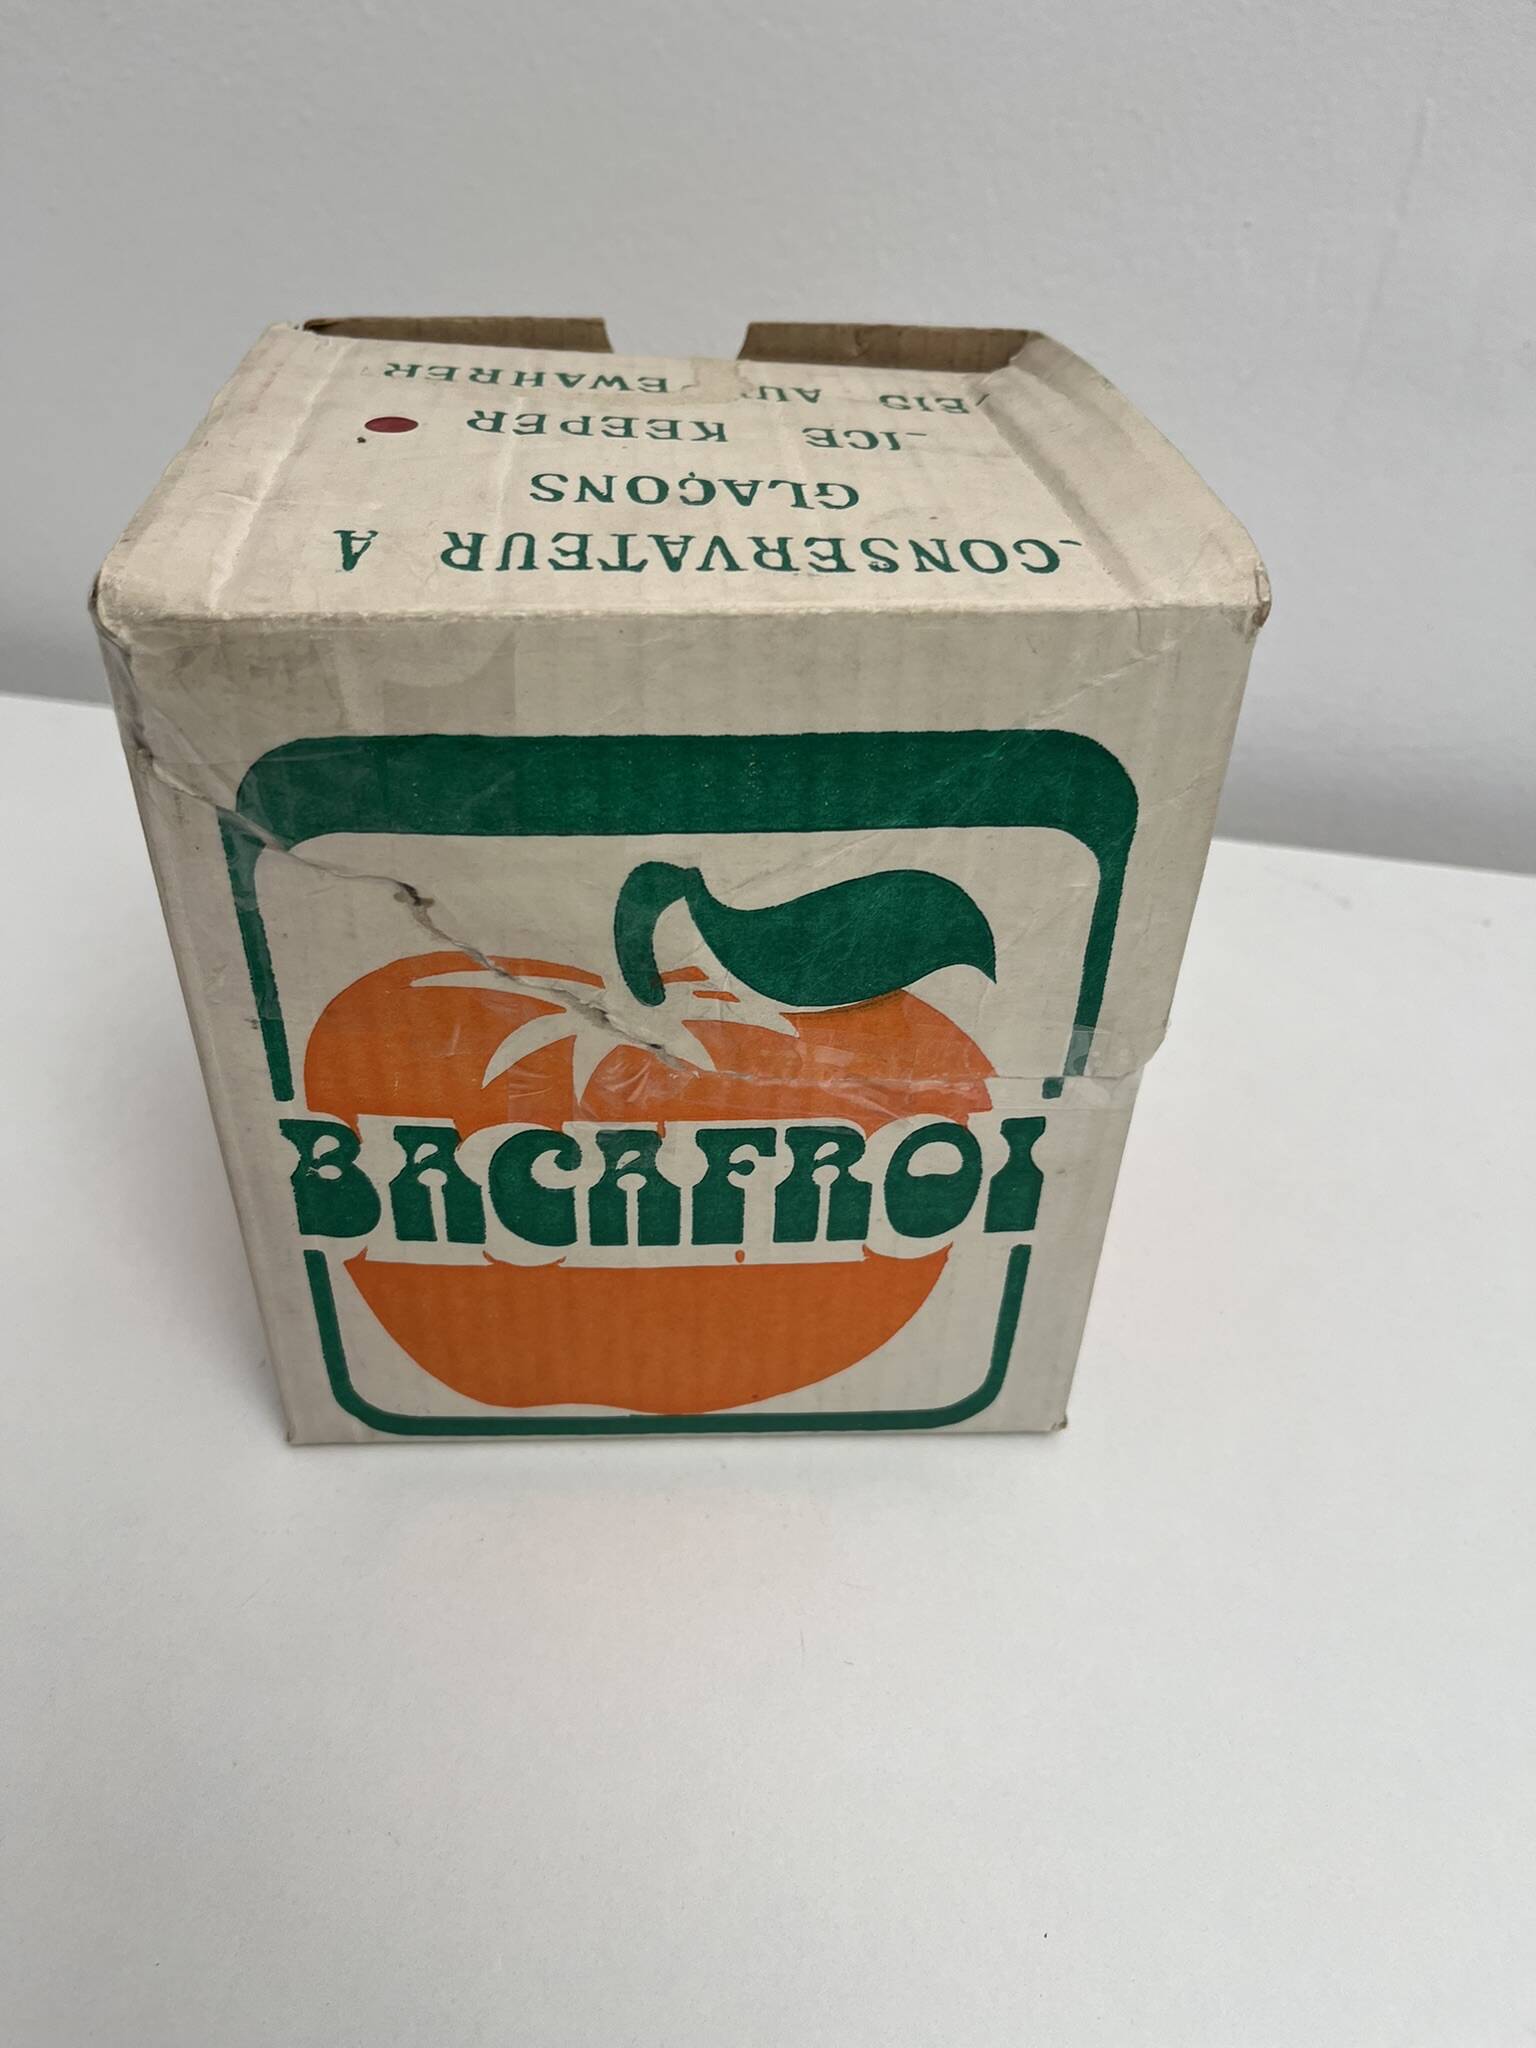 -CONSERVATEUR A
GLAÇONS
-ICE KEEPER
BACAFROI